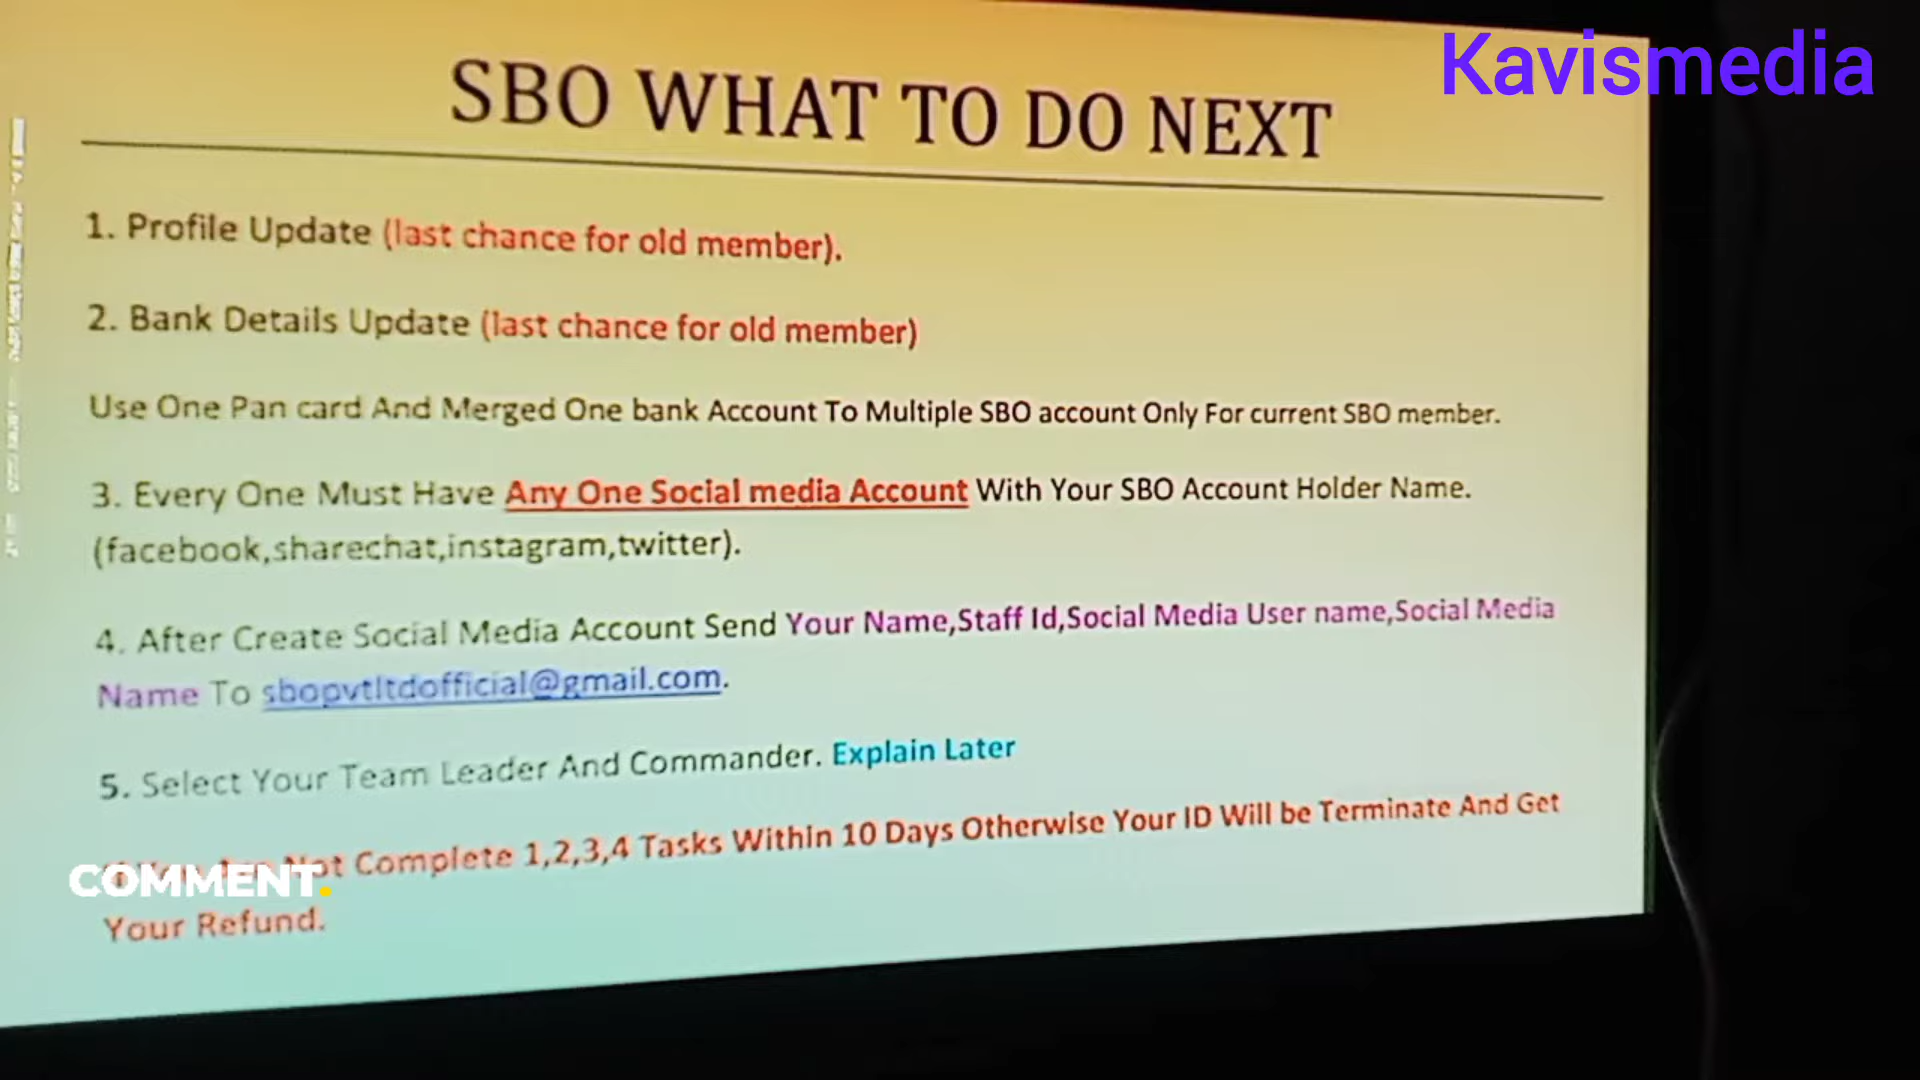 Kavismedia
SBO WHAT TO DO NEXT
1. Profile Update (last chance for old member).
2. Bank Details Update (last chance for old member)
Use One Pan card And Merged One bank Account To Multiple SBO account Only For current SBO member.
3. Every One Must Have Any One Social media Account With Your SBO Account Holder Name.
(facebook,sharechat,instagram,twitter).
4. After Create Social Media Account Send Your Name,Staff Id,Social Media User name,Social Media
Name To sbopvtltdofficial@gmail.com.
5. Select Your Team Leader And Commander. Explain Later
Not Complete 1,2,3,4 Tasks Within 10 Days Otherwise Your ID Will be Terminate And Get
COMMENT.
Your Refund.